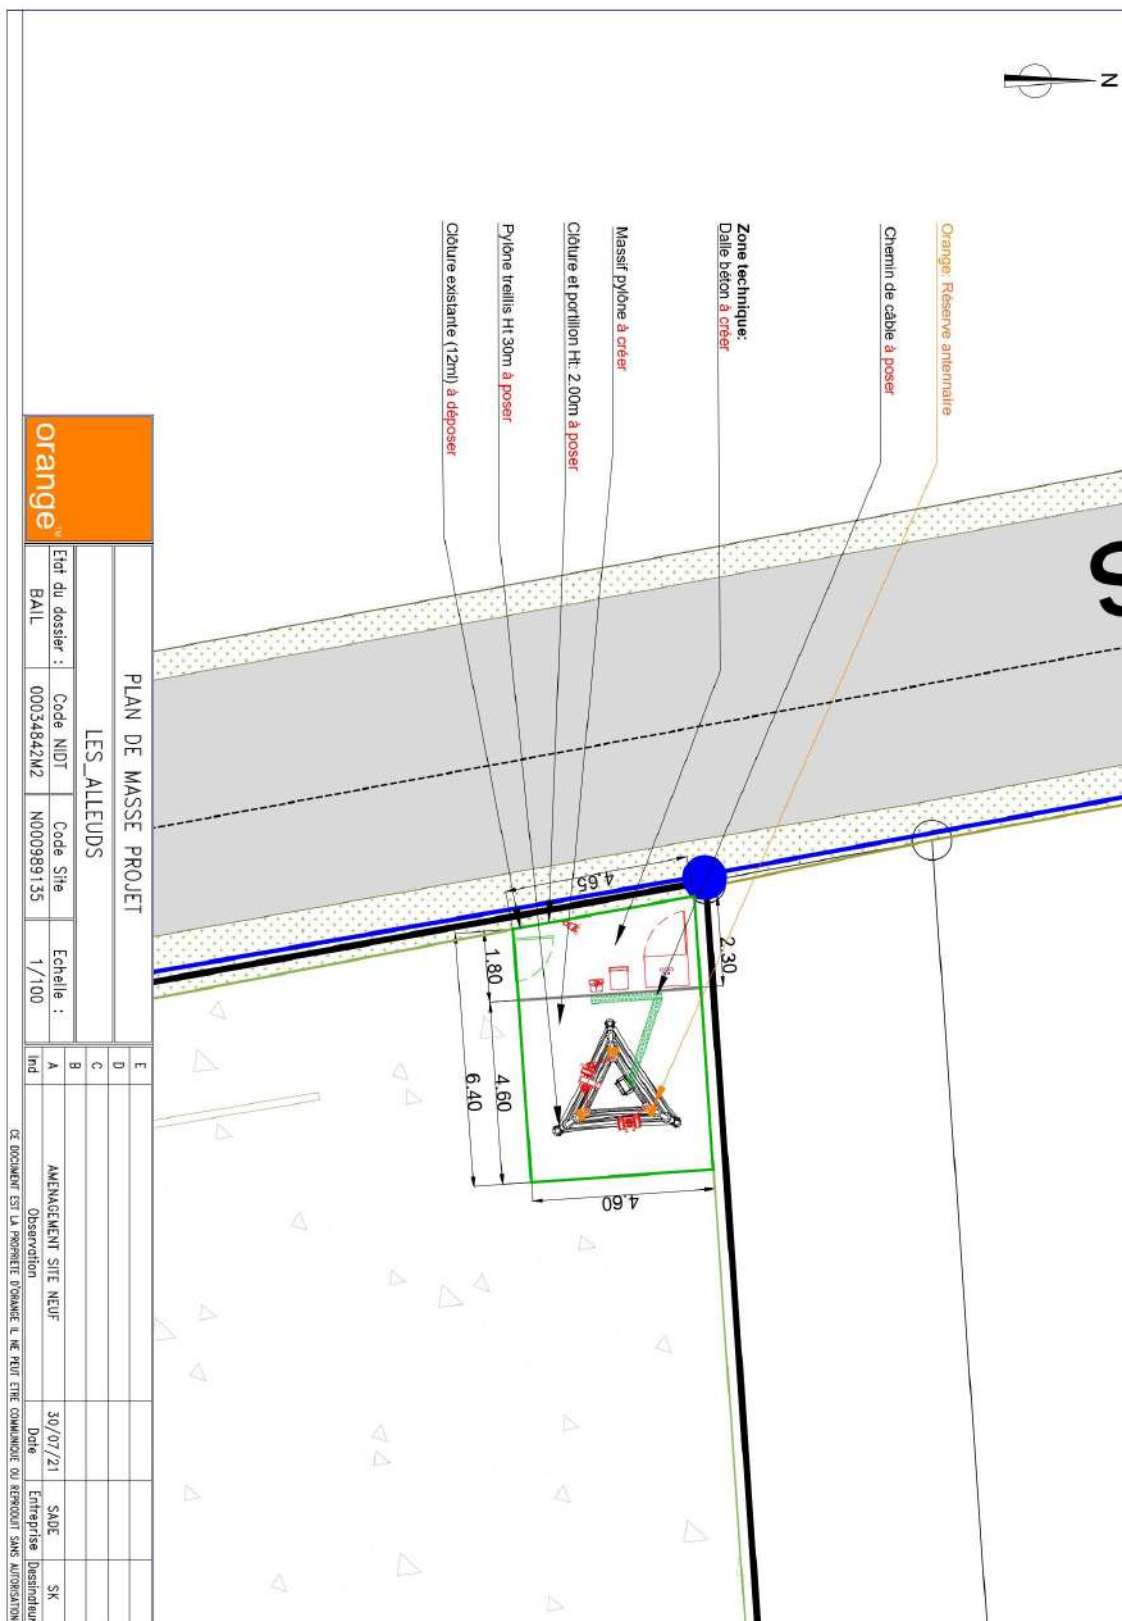 N
Orange: Réserve antennaire
Chemin de câble à poser
Zone technique:
Dalle béton à créer
Massif pylône à créer
Clôture et portillon Ht: 2.00m à poser
Pylône treillis Ht 30m à poser
Clôture existante (12ml) à déposer
4.65
2.30
1.80
4.60
6.40
4.60
orange™
PLAN DE MASSE PROJET
LES_ALLEUDS
Etat du dossier :
BAIL
Code NIDT
00034842M2
Code Site
N00098913S
Echelle :
1/100
E
D
C
B
A AMENAGEMENT SITE NEUF 30/07/21 SADE SK
Ind Observation Date Entreprise Dessinateur
CE DOCUMENT EST LA PROPRIETE D'ORANGE IL NE PEUT ETRE COMMUNIQUE OU REPRODUIT SANS AUTORISATION